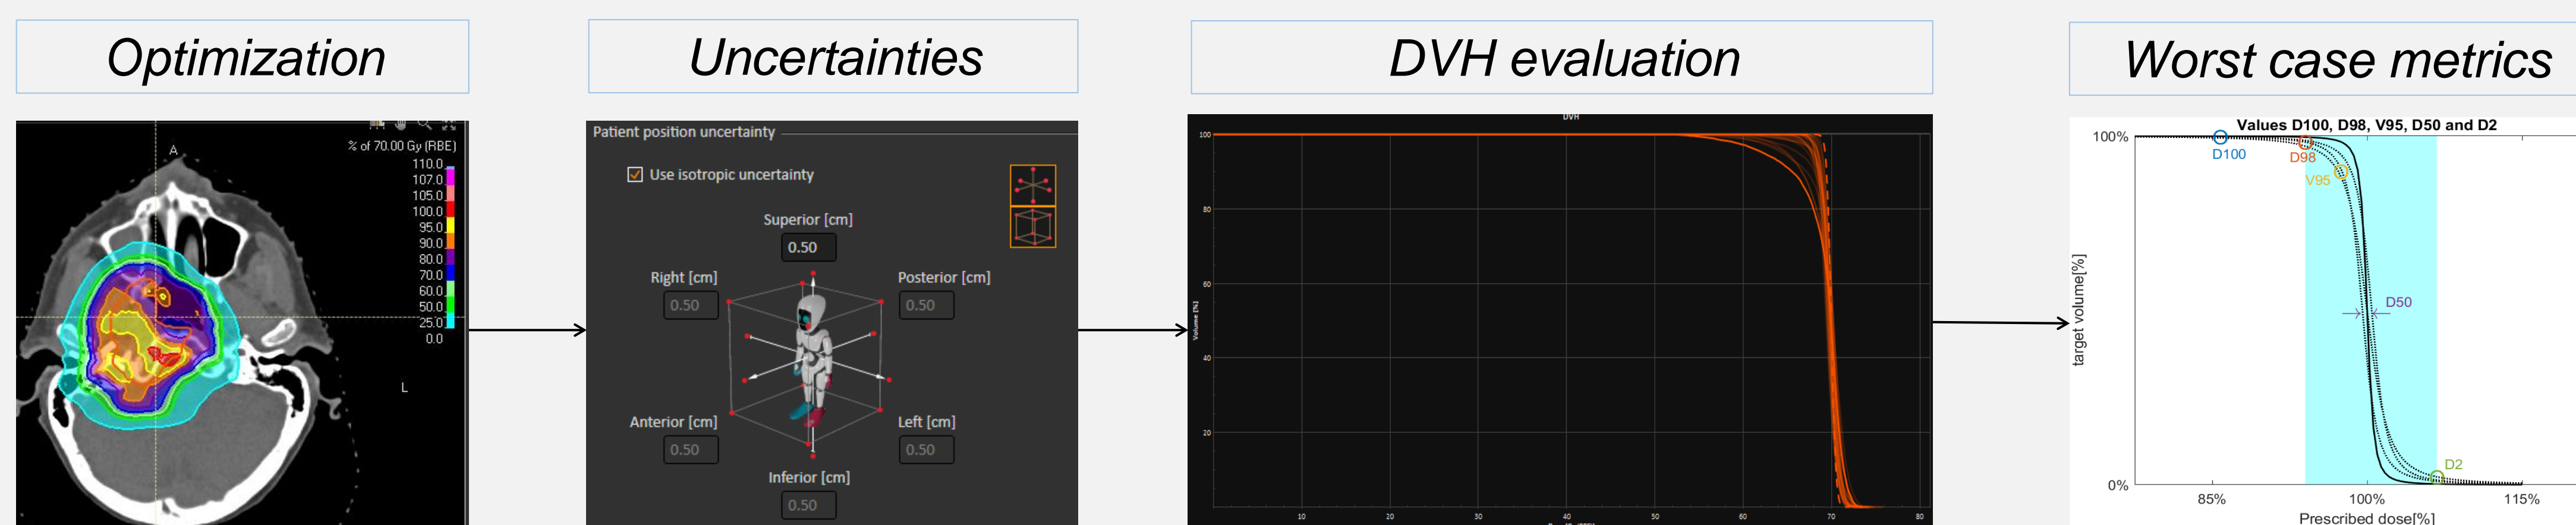 Optimization
Uncertainties
DVH evaluation
Worst case metrics
A
% of 70.00 Gy (RBE)
110.0
107.0
105.0
100.0
95.0
90.0
80.0
70.0
60.0
50.0
25.0
0.0
L
Patient position uncertainty
Use isotropic uncertainty
Superior [cm]
0.50
Right [cm]
0.50
Posterior [cm]
0.50
Anterior [cm]
0.50
Left [cm]
0.50
Inferior [cm]
0.50
DVH
100
80
60
40
20
Volume [%]
10 20 30 40 50 60 70 80
Values D100, D98, V95, D50 and D2
100%
D100
D98
V95
D50
D2
target volume[%]
0%
85% 100% 115%
Prescribed dose[%]